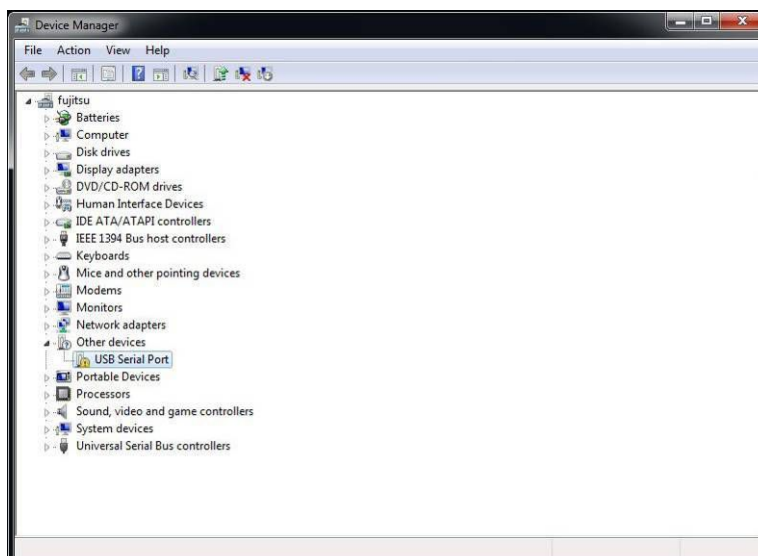 Device Manager
File Action View Help
fujitsu
Batteries
Computer
Disk drives
Display adapters
DVD/CD-ROM drives
Human Interface Devices
IDE ATA/ATAPI controllers
IEEE 1394 Bus host controllers
Keyboards
Mice and other pointing devices
Modems
Monitors
Network adapters
Other devices
USB Serial Port
Portable Devices
Processors
Sound, video and game controllers
System devices
Universal Serial Bus controllers